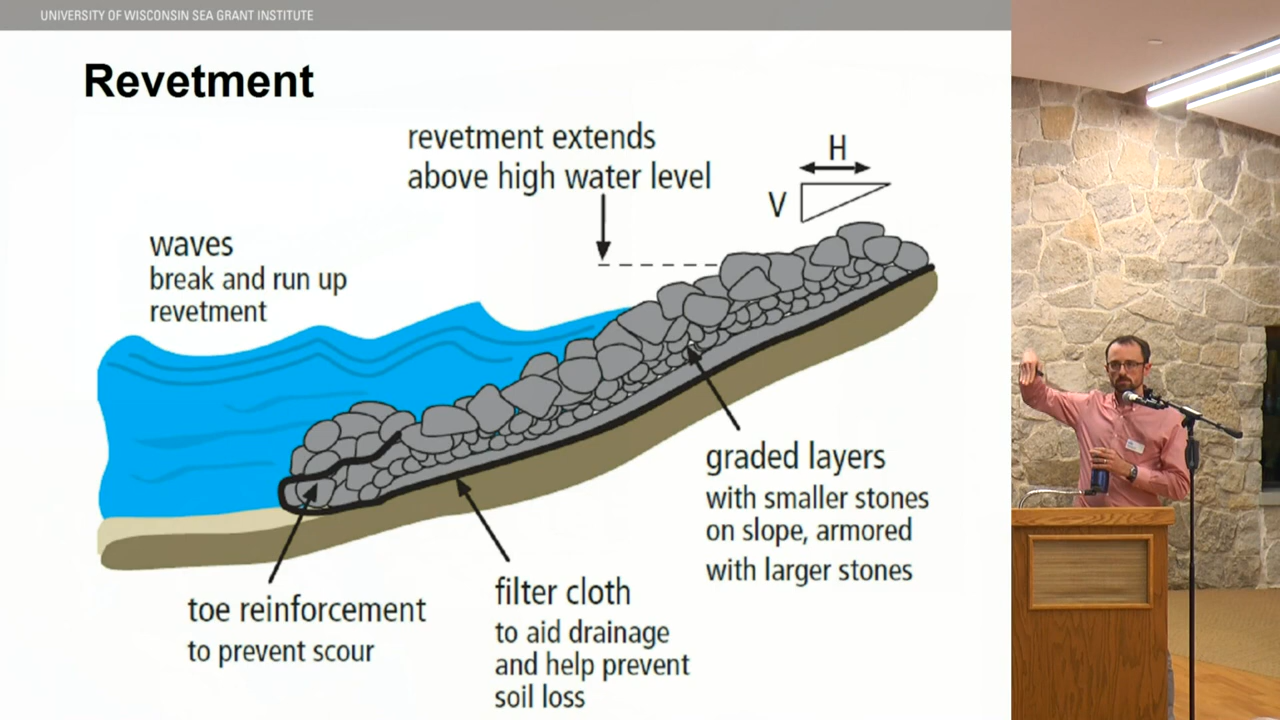 UNIVERSITY OF WISCONSIN SEA GRANT INSTITUTE
Revetment
revetment extends
above high water level
H
V
waves
break and run up
revetment
graded layers
with smaller stones
on slope, armored
with larger stones
toe reinforcement
to prevent scour
filter cloth
to aid drainage
and help prevent
soil loss